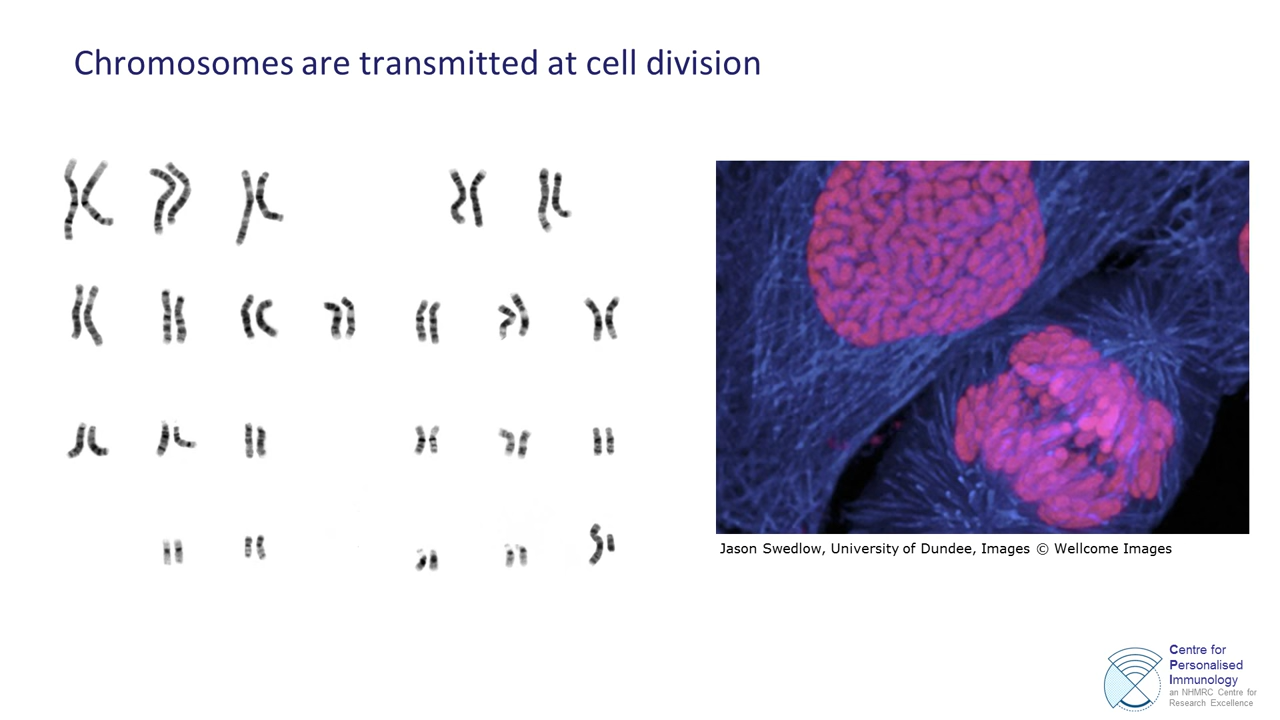 Chromosomes are transmitted at cell division
Jason Swedlow, University of Dundee, Images © Wellcome Images
Centre for
Personalised
Immunology
an NHMRC Centre for
Research Excellence